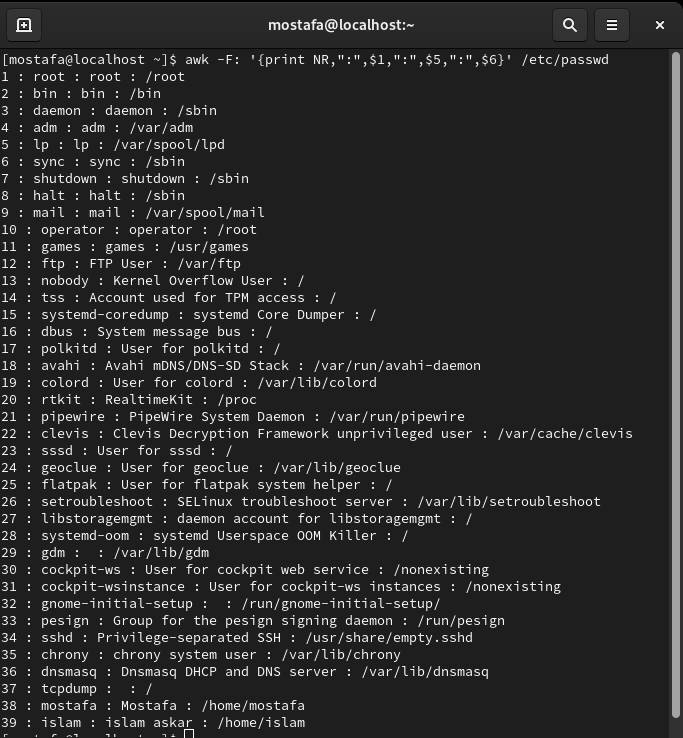 mostafa@localhost:~
[mostafa@localhost ~]$ awk -F: '{print NR,":",$1,":",$5,":",$6}' /etc/passwd
1 : root : root : /root
2 : bin : bin : /bin
3 : daemon : daemon : /sbin
4 : adm : adm : /var/adm
5 : lp : lp : /var/spool/lpd
6 : sync : sync : /sbin
7 : shutdown : shutdown : /sbin
8 : halt : halt : /sbin
9 : mail : mail : /var/spool/mail
10 : operator : operator : /root
11 : games : games : /usr/games
12 : ftp : FTP User : /var/ftp
13 : nobody : Kernel Overflow User : /
14 : tss : Account used for TPM access : /
15 : systemd-coredump : systemd Core Dumper : /
16 : dbus : System message bus : /
17 : polkitd : User for polkitd : /
18 : avahi : Avahi mDNS/DNS-SD Stack : /var/run/avahi-daemon
19 : colord : User for colord : /var/lib/colord
20 : rtkit : RealtimeKit : /proc
21 : pipewire : PipeWire System Daemon : /var/run/pipewire
22 : clevis : Clevis Decryption Framework unprivileged user : /var/cache/clevis
23 : sssd : User for sssd : /
24 : geoclue : User for geoclue : /var/lib/geoclue
25 : flatpak : User for flatpak system helper : /
26 : setroubleshoot : SELinux troubleshoot server : /var/lib/setroubleshoot
27 : libstoragemgmt : daemon account for libstoragemgmt : /
28 : systemd-oom : systemd Userspace OOM Killer : /
29 : gdm :  : /var/lib/gdm
30 : cockpit-ws : User for cockpit web service : /nonexisting
31 : cockpit-wsinstance : User for cockpit-ws instances : /nonexisting
32 : gnome-initial-setup :  : /run/gnome-initial-setup/
33 : pesign : Group for the pesign signing daemon : /run/pesign
34 : sshd : Privilege-separated SSH : /usr/share/empty.sshd
35 : chrony : chrony system user : /var/lib/chrony
36 : dnsmasq : Dnsmasq DHCP and DNS server : /var/lib/dnsmasq
37 : tcpdump :  : /
38 : mostafa : Mostafa : /home/mostafa
39 : islam : islam askar : /home/islam
[mostafa@localhost ~]$